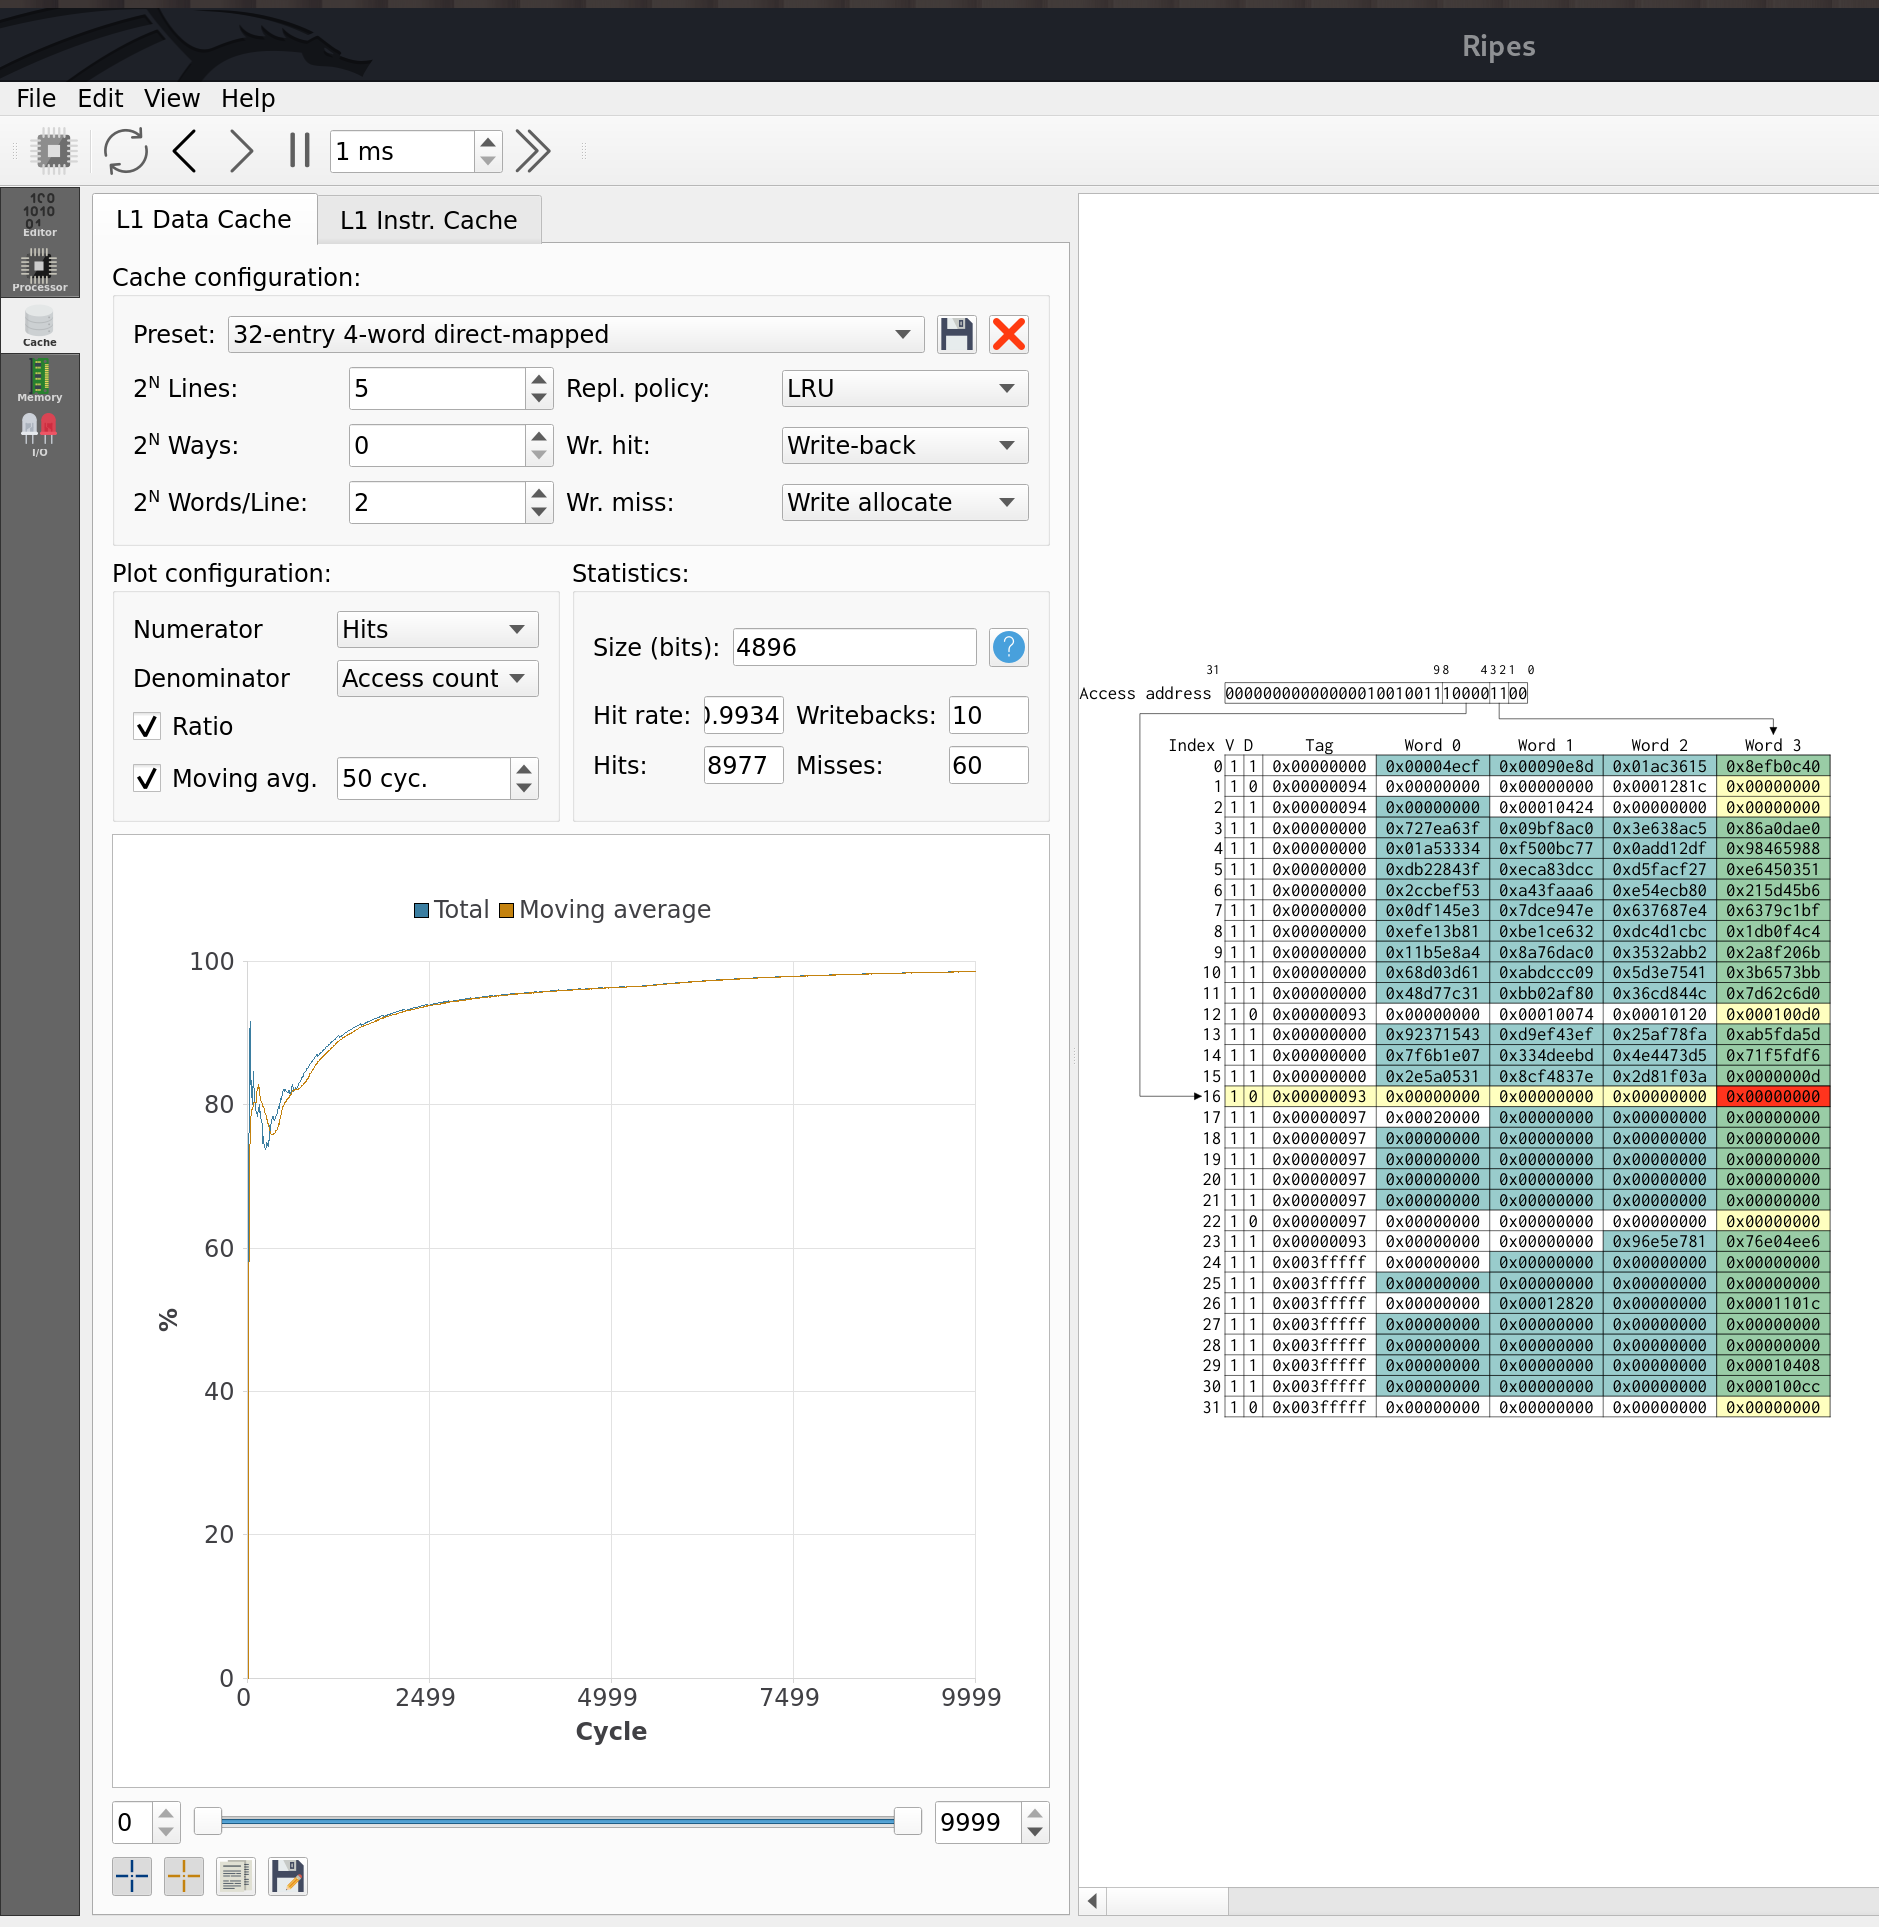 Ripes
File Edit View Help
1 ms
Editor
Processor
Cache
Memory
I/O
L1 Data Cache L1 Instr. Cache
Cache configuration:
Preset: 32-entry 4-word direct-mapped
2N Lines: 5 Repl. policy: LRU
2N Ways: 0 Wr. hit: Write-back
2N Words/Line: 2 Wr. miss: Write allocate
Plot configuration:
Numerator Hits
Denominator Access count
Ratio
Moving avg. 50 cyc.
Statistics:
Size (bits): 4896 ?
Hit rate: 0.9934 Writebacks: 10
Hits: 8977 Misses: 60
Total Moving average
100
80
60
40
20
0
%
0 2499 4999 7499 9999
Cycle
0 9999
31 9 8 4 3 2 1 0
Access address 00000000000000010010011100001100
Index V D Tag Word 0 Word 1 Word 2 Word 3
0 1 1 0x00000000 0x00004ecf 0x00090e8d 0x01ac3615 0x8efb0c40
1 1 0 0x00000094 0x00000000 0x00000000 0x0001281c 0x00000000
2 1 1 0x00000094 0x00000000 0x00010424 0x00000000 0x00000000
3 1 1 0x00000000 0x727ea63f 0x09bf8ac0 0x3e638ac5 0x86a0dae0
4 1 1 0x00000000 0x01a53334 0xf500bc77 0x0add12df 0x98465988
5 1 1 0x00000000 0xdb22843f 0xeca83dcc 0xd5facf27 0xe6450351
6 1 1 0x00000000 0x2ccbef53 0xa43faaa6 0xe54ecb80 0x215d45b6
7 1 1 0x00000000 0x0df145e3 0x7dce947e 0x637687e4 0x6379c1bf
8 1 1 0x00000000 0xefe13b81 0xbe1ce632 0xdc4d1cbc 0x1db0f4c4
9 1 1 0x00000000 0x11b5e8a4 0x8a76dac0 0x3532abb2 0x2a8f206b
10 1 1 0x00000000 0x68d03d61 0xabdccc09 0x5d3e7541 0x3b6573bb
11 1 1 0x00000000 0x48d77c31 0xbb02af80 0x36cd844c 0x7d62c6d0
12 1 0 0x00000093 0x00000000 0x00010074 0x00010120 0x000100d0
13 1 1 0x00000000 0x92371543 0xd9ef43ef 0x25af78fa 0xab5fda5d
14 1 1 0x00000000 0x7f6b1e07 0x334deebd 0x4e4473d5 0x71f5fdf6
15 1 1 0x00000000 0x2e5a0531 0x8cf4837e 0x2d81f03a 0x0000000d
16 1 0 0x00000093 0x00000000 0x00000000 0x00000000 0x00000000
17 1 1 0x00000097 0x00020000 0x00000000 0x00000000 0x00000000
18 1 1 0x00000097 0x00000000 0x00000000 0x00000000 0x00000000
19 1 1 0x00000097 0x00000000 0x00000000 0x00000000 0x00000000
20 1 1 0x00000097 0x00000000 0x00000000 0x00000000 0x00000000
21 1 1 0x00000097 0x00000000 0x00000000 0x00000000 0x00000000
22 1 0 0x00000097 0x00000000 0x00000000 0x00000000 0x00000000
23 1 1 0x00000093 0x00000000 0x00000000 0x96e5e781 0x76e04ee6
24 1 1 0x003fffff 0x00000000 0x00000000 0x00000000 0x00000000
25 1 1 0x003fffff 0x00000000 0x00000000 0x00000000 0x00000000
26 1 1 0x003fffff 0x00000000 0x00012820 0x00000000 0x0001101c
27 1 1 0x003fffff 0x00000000 0x00000000 0x00000000 0x00000000
28 1 1 0x003fffff 0x00000000 0x00000000 0x00000000 0x00000000
29 1 1 0x003fffff 0x00000000 0x00000000 0x00000000 0x00010408
30 1 1 0x003fffff 0x00000000 0x00000000 0x00000000 0x000100cc
31 1 0 0x003fffff 0x00000000 0x00000000 0x00000000 0x00000000